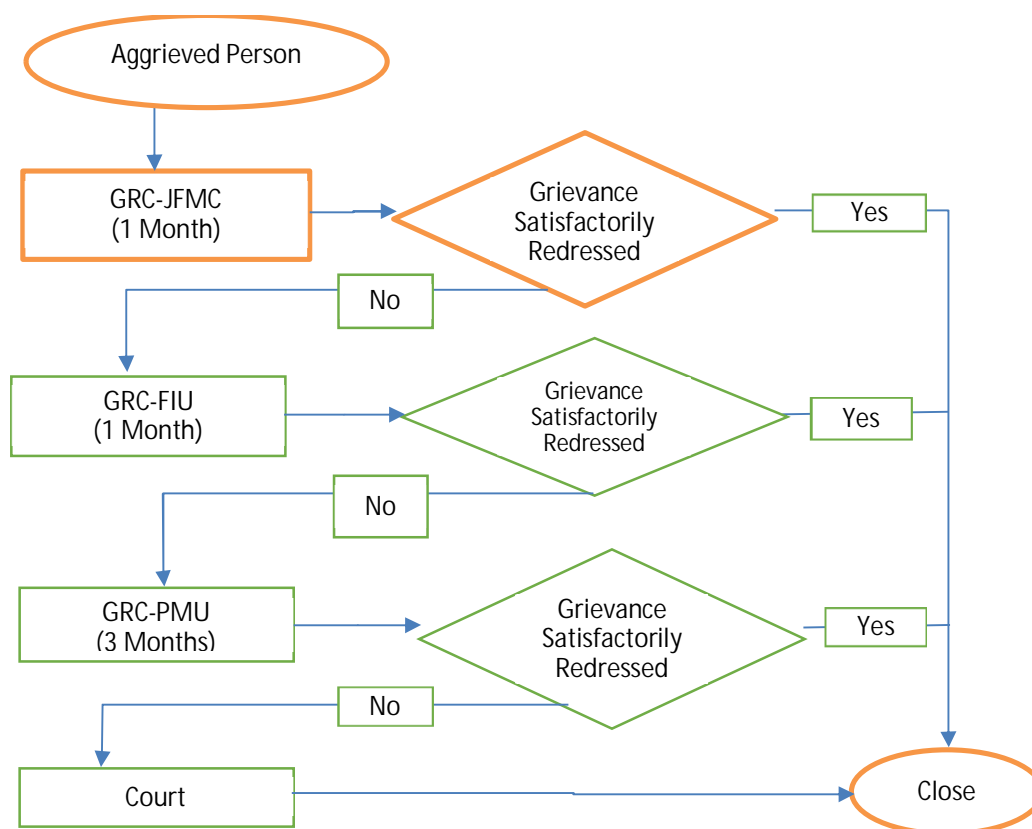 Aggrieved Person
GRC-JFMC
(1 Month)
Grievance
Satisfactorily
Redressed
Yes
No
GRC-FIU
(1 Month)
Grievance
Satisfactorily
Redressed
Yes
No
GRC-PMU
(3 Months)
Grievance
Satisfactorily
Redressed
Yes
No
Court
Close